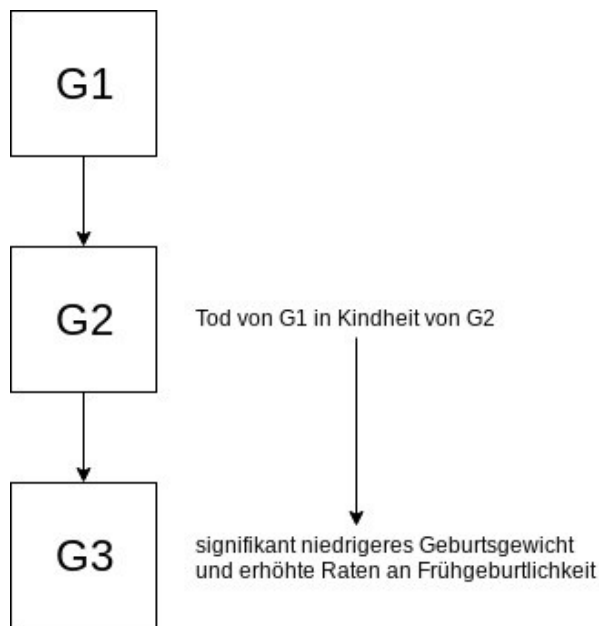 G1
G2
Tod von G1 in Kindheit von G2
G3
signifikant niedrigeres Geburtsgewicht
und erhöhte Raten an Frühgeburtlichkeit